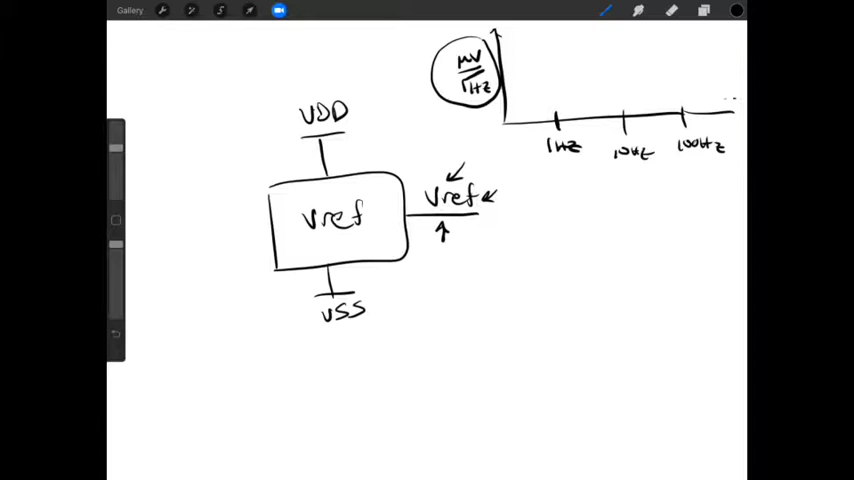 Gallery
μV
√Hz
1Hz
10Hz
100Hz
VDD
Vref
Vref
VSS